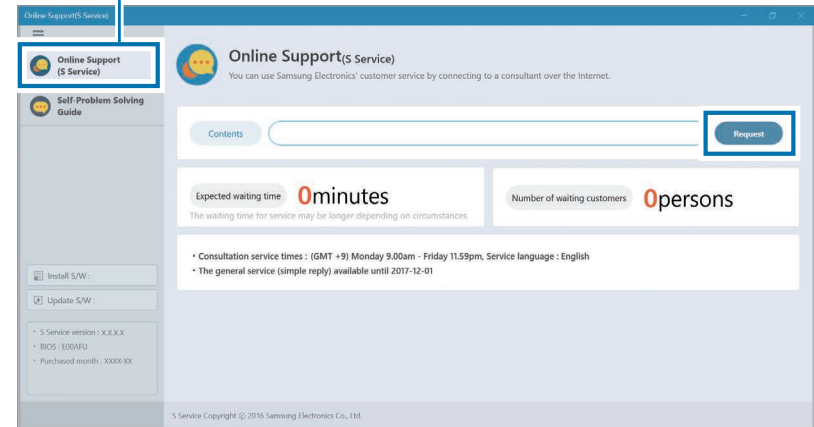 Online Support(S Service)
Online Support
(S Service)
Self-Problem Solving
Guide
Install S/W :
Update S/W :
• S Service version : X.X.X.X
• BIOS : E00AFU
• Purchased month : XXXX-XX
Online Support(S Service)
You can use Samsung Electronics' customer service by connecting to a consultant over the Internet.
Contents
Request
Expected waiting time 0minutes
The waiting time for service may be longer depending on circumstances.
Number of waiting customers 0persons
• Consultation service times : (GMT +9) Monday 9.00am - Friday 11.59pm, Service language : English
• The general service (simple reply) available until 2017-12-01
S Service Copyright ⓒ 2016 Samsung Electronics Co., Ltd.